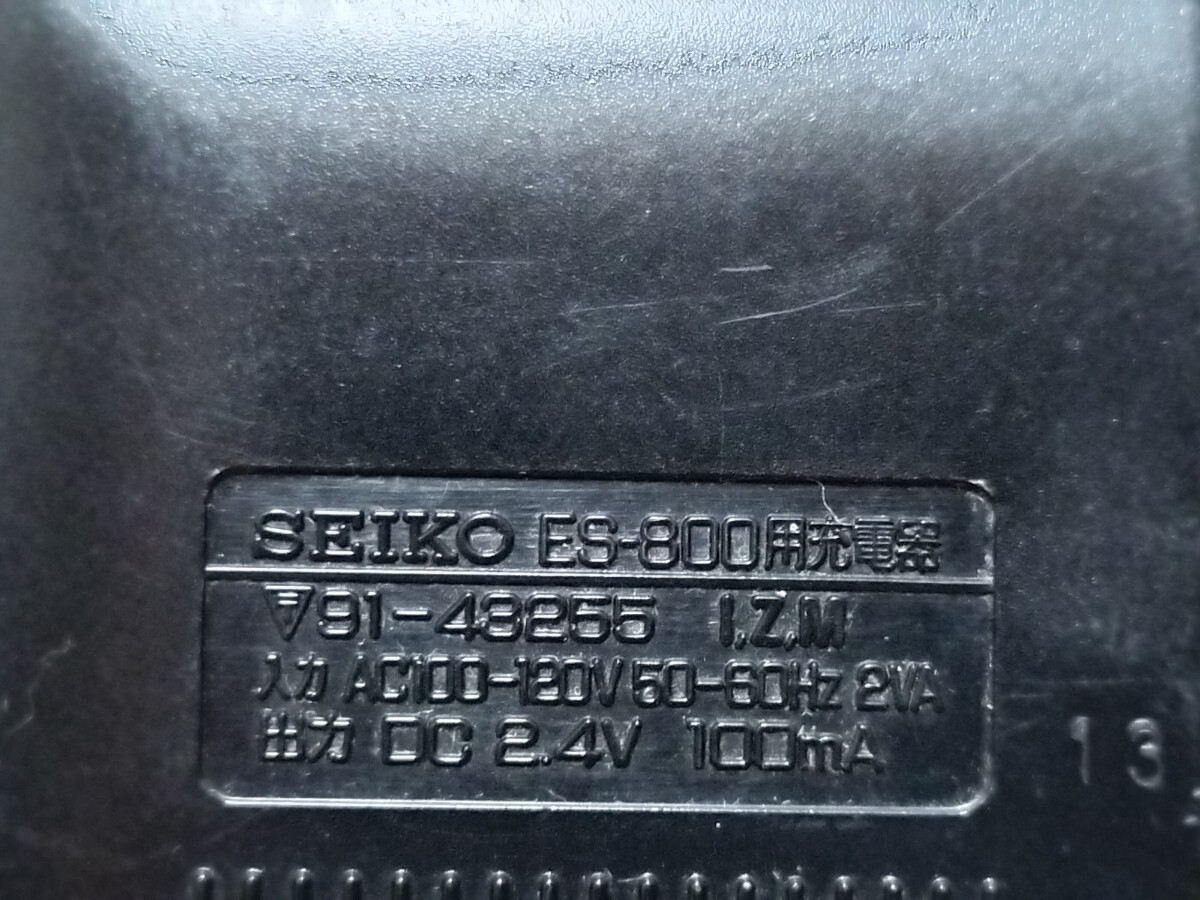 SEIKO ES-800用充電器
91-43255 I.Z.M
入力 AC100-120V 50-60Hz 2VA
出力 DC 2.4V 100mA
13